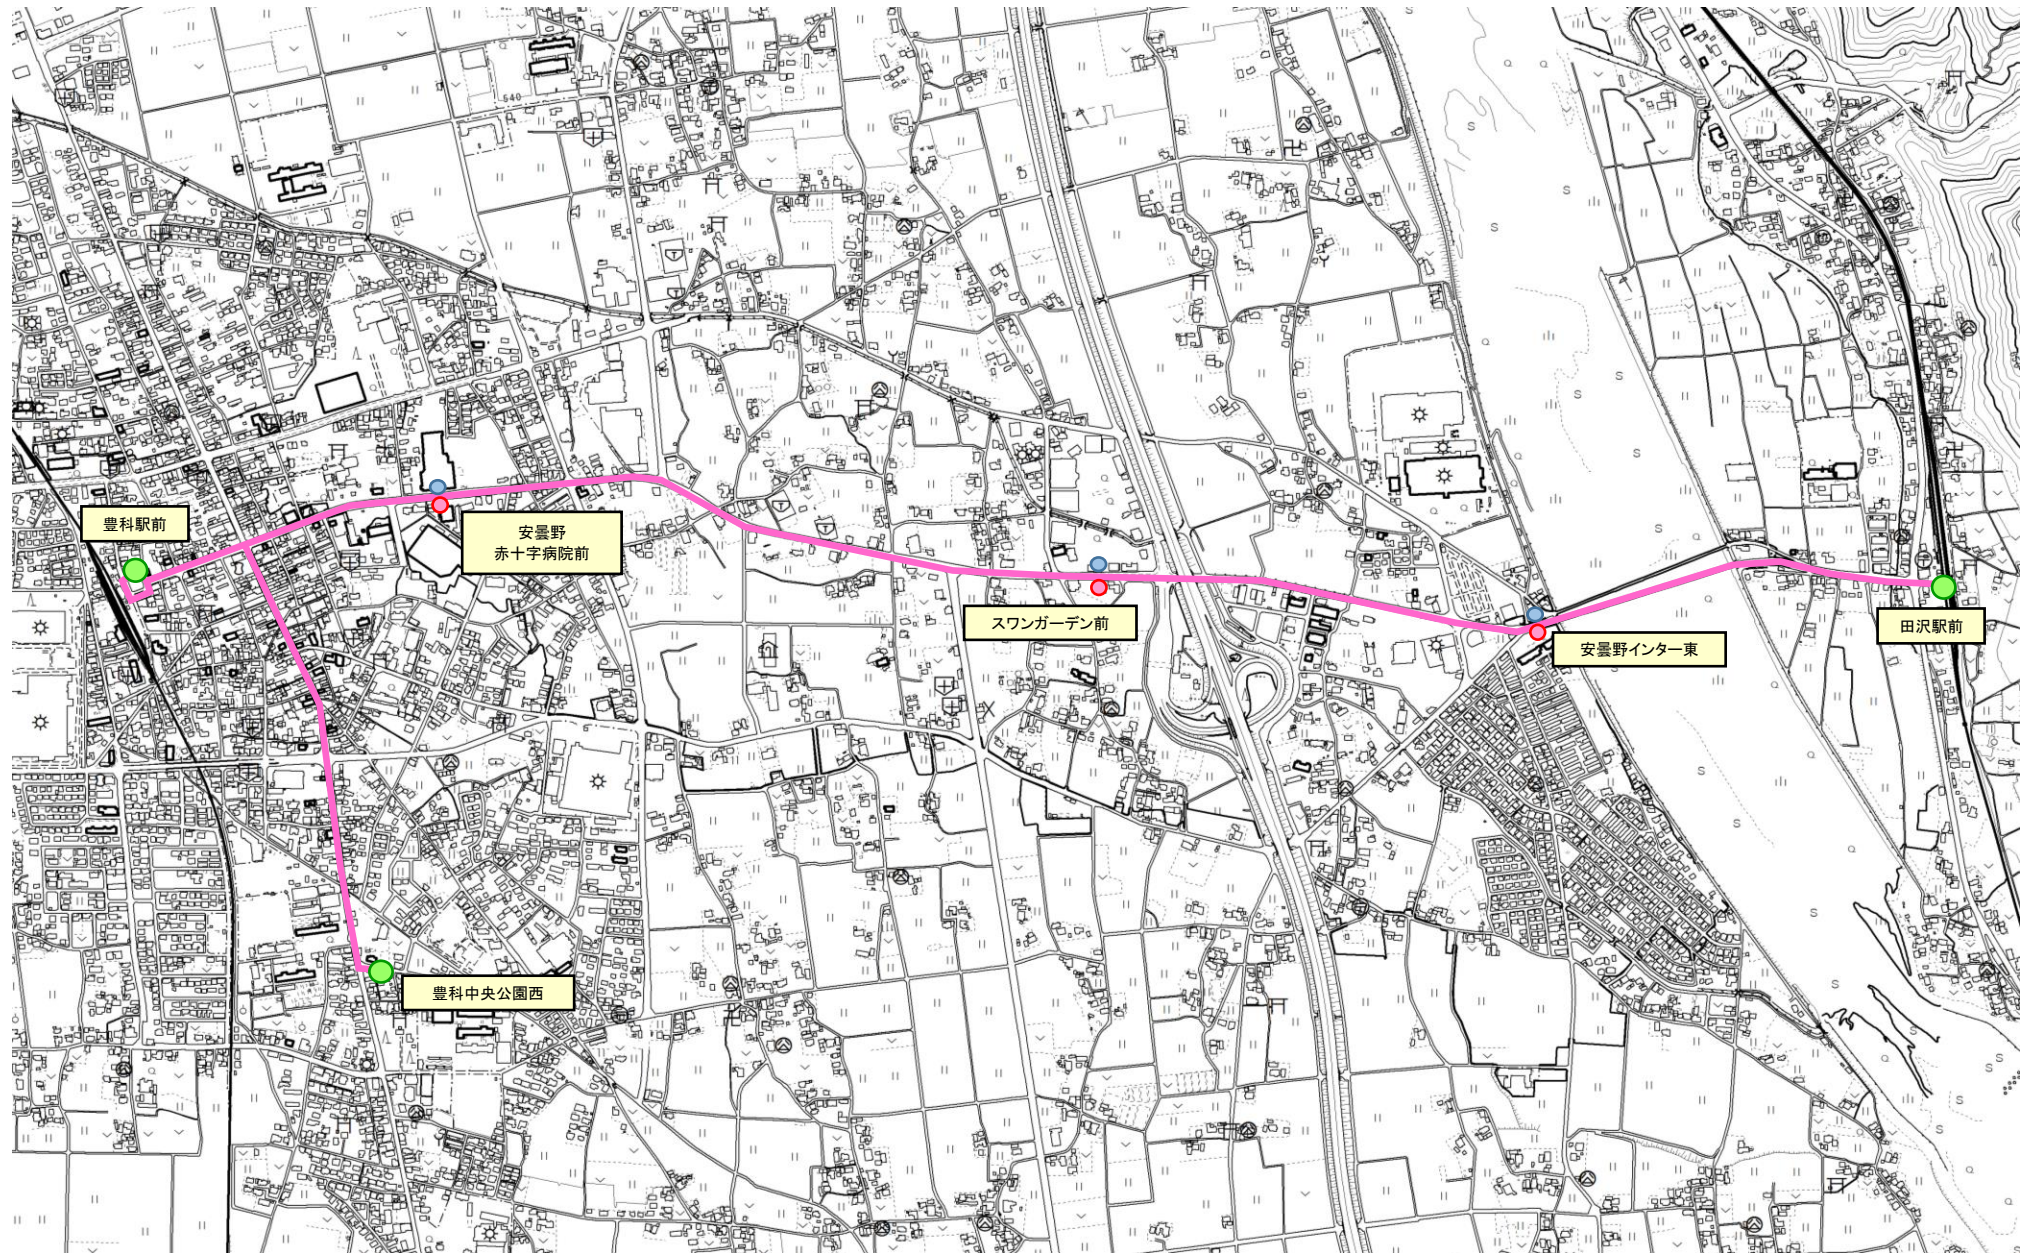 540
豊科駅前
安曇野
赤十字病院前
スワンガーデン前
安曇野インター東
田沢駅前
豊科中央公園西